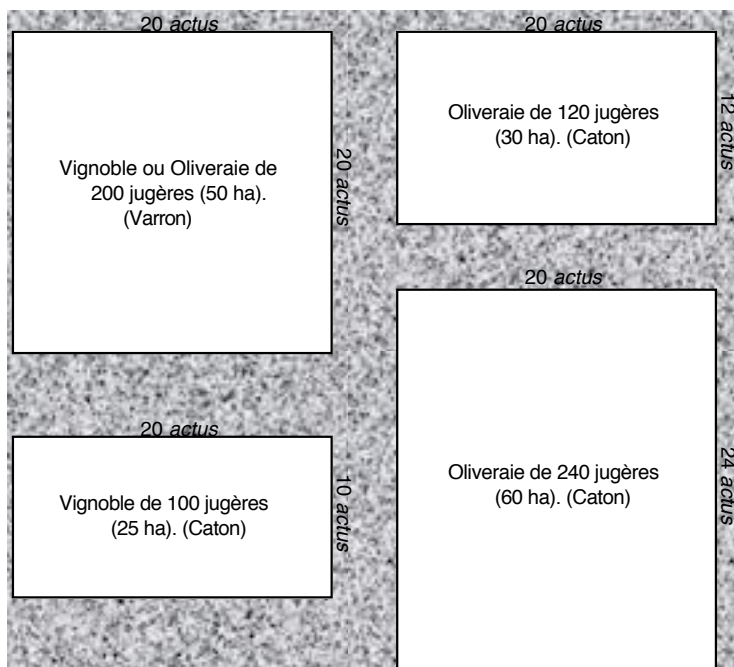 20 actus
Vignoble ou Oliveraie de
200 jugères (50 ha).
(Varron)
20 actus
20 actus
Oliveraie de 120 jugères
(30 ha). (Caton)
12 actus
20 actus
Vignoble de 100 jugères
(25 ha). (Caton)
10 actus
20 actus
Oliveraie de 240 jugères
(60 ha). (Caton)
24 actus